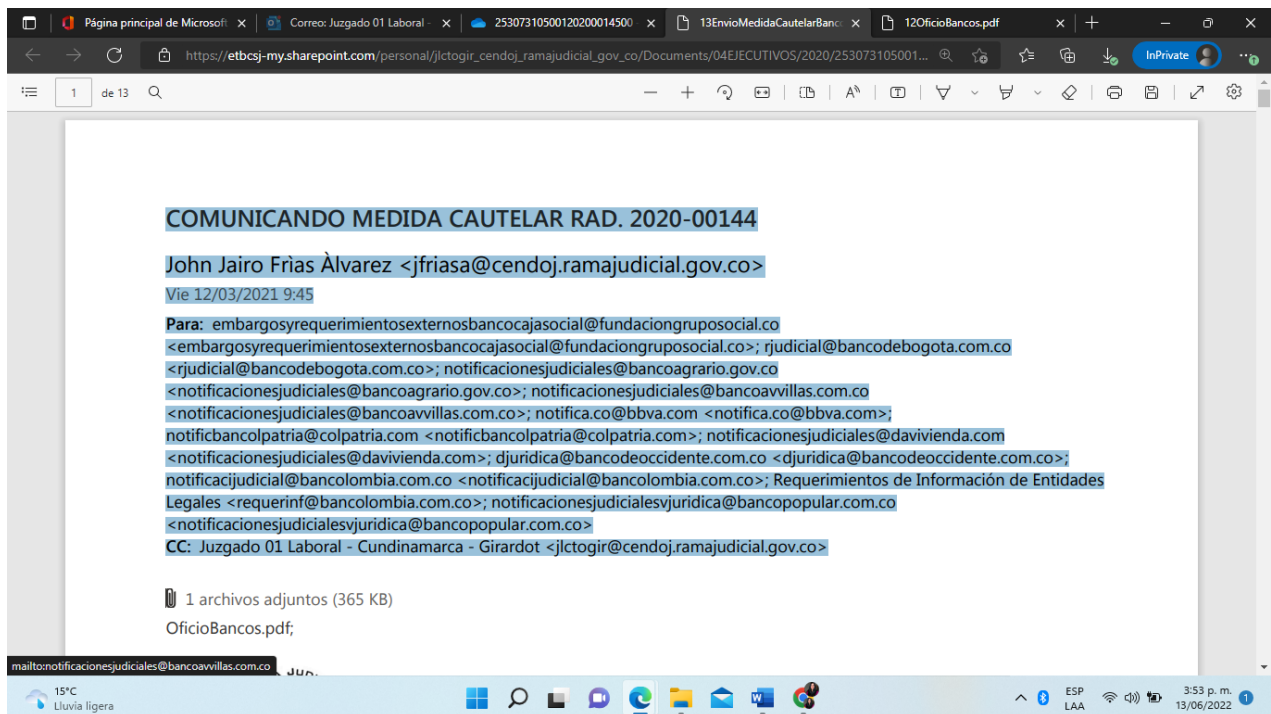 Página principal de Microsoft
Correo: Juzgado 01 Laboral -
25307310500120200014500 -
13EnvioMedidaCautelarBanco
12OficioBancos.pdf
https://etbcsj-my.sharepoint.com/personal/jlctogir_cendoj_ramajudicial_gov_co/Documents/04EJECUTIVOS/2020/253073105001...
InPrivate
1 de 13
COMUNICANDO MEDIDA CAUTELAR RAD. 2020-00144
John Jairo Frìas Àlvarez <jfriasa@cendoj.ramajudicial.gov.co>
Vie 12/03/2021 9:45
Para: embargosyrequerimientosexternosbancocajasocial@fundaciongruposocial.co
<embargosyrequerimientosexternosbancocajasocial@fundaciongruposocial.co>; rjudicial@bancodebogota.com.co
<rjudicial@bancodebogota.com.co>; notificacionesjudiciales@bancoagrario.gov.co
<notificacionesjudiciales@bancoagrario.gov.co>; notificacionesjudiciales@bancoavvillas.com.co
<notificacionesjudiciales@bancoavvillas.com.co>; notifica.co@bbva.com <notifica.co@bbva.com>;
notificbancolpatria@colpatria.com <notificbancolpatria@colpatria.com>; notificacionesjudiciales@davivienda.com
<notificacionesjudiciales@davivienda.com>; djuridica@bancodeoccidente.com.co <djuridica@bancodeoccidente.com.co>;
notificacijudicial@bancolombia.com.co <notificacijudicial@bancolombia.com.co>; Requerimientos de Información de Entidades
Legales <requerinf@bancolombia.com.co>; notificacionesjudicialesvjuridica@bancopopular.com.co
<notificacionesjudicialesvjuridica@bancopopular.com.co>
CC: Juzgado 01 Laboral - Cundinamarca - Girardot <jlctogir@cendoj.ramajudicial.gov.co>
1 archivos adjuntos (365 KB)
OficioBancos.pdf;
mailto:notificacionesjudiciales@bancoavvillas.com.co
15°C
Lluvia ligera
ESP
LAA
3:53 p. m.
13/06/2022
1